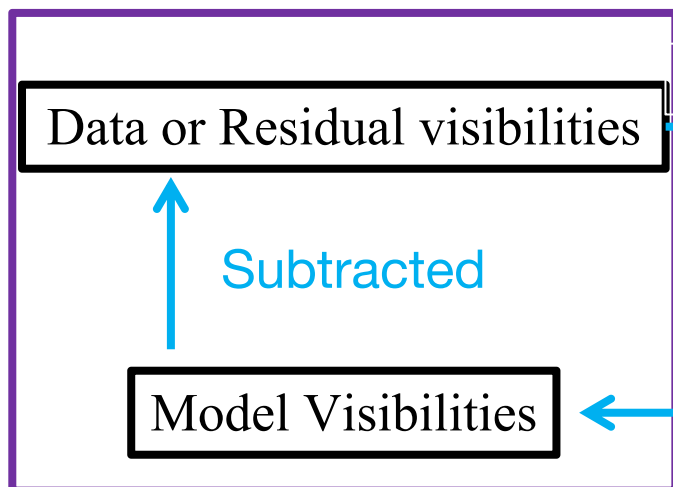 Data or Residual visibilities
Subtracted
Model Visibilities